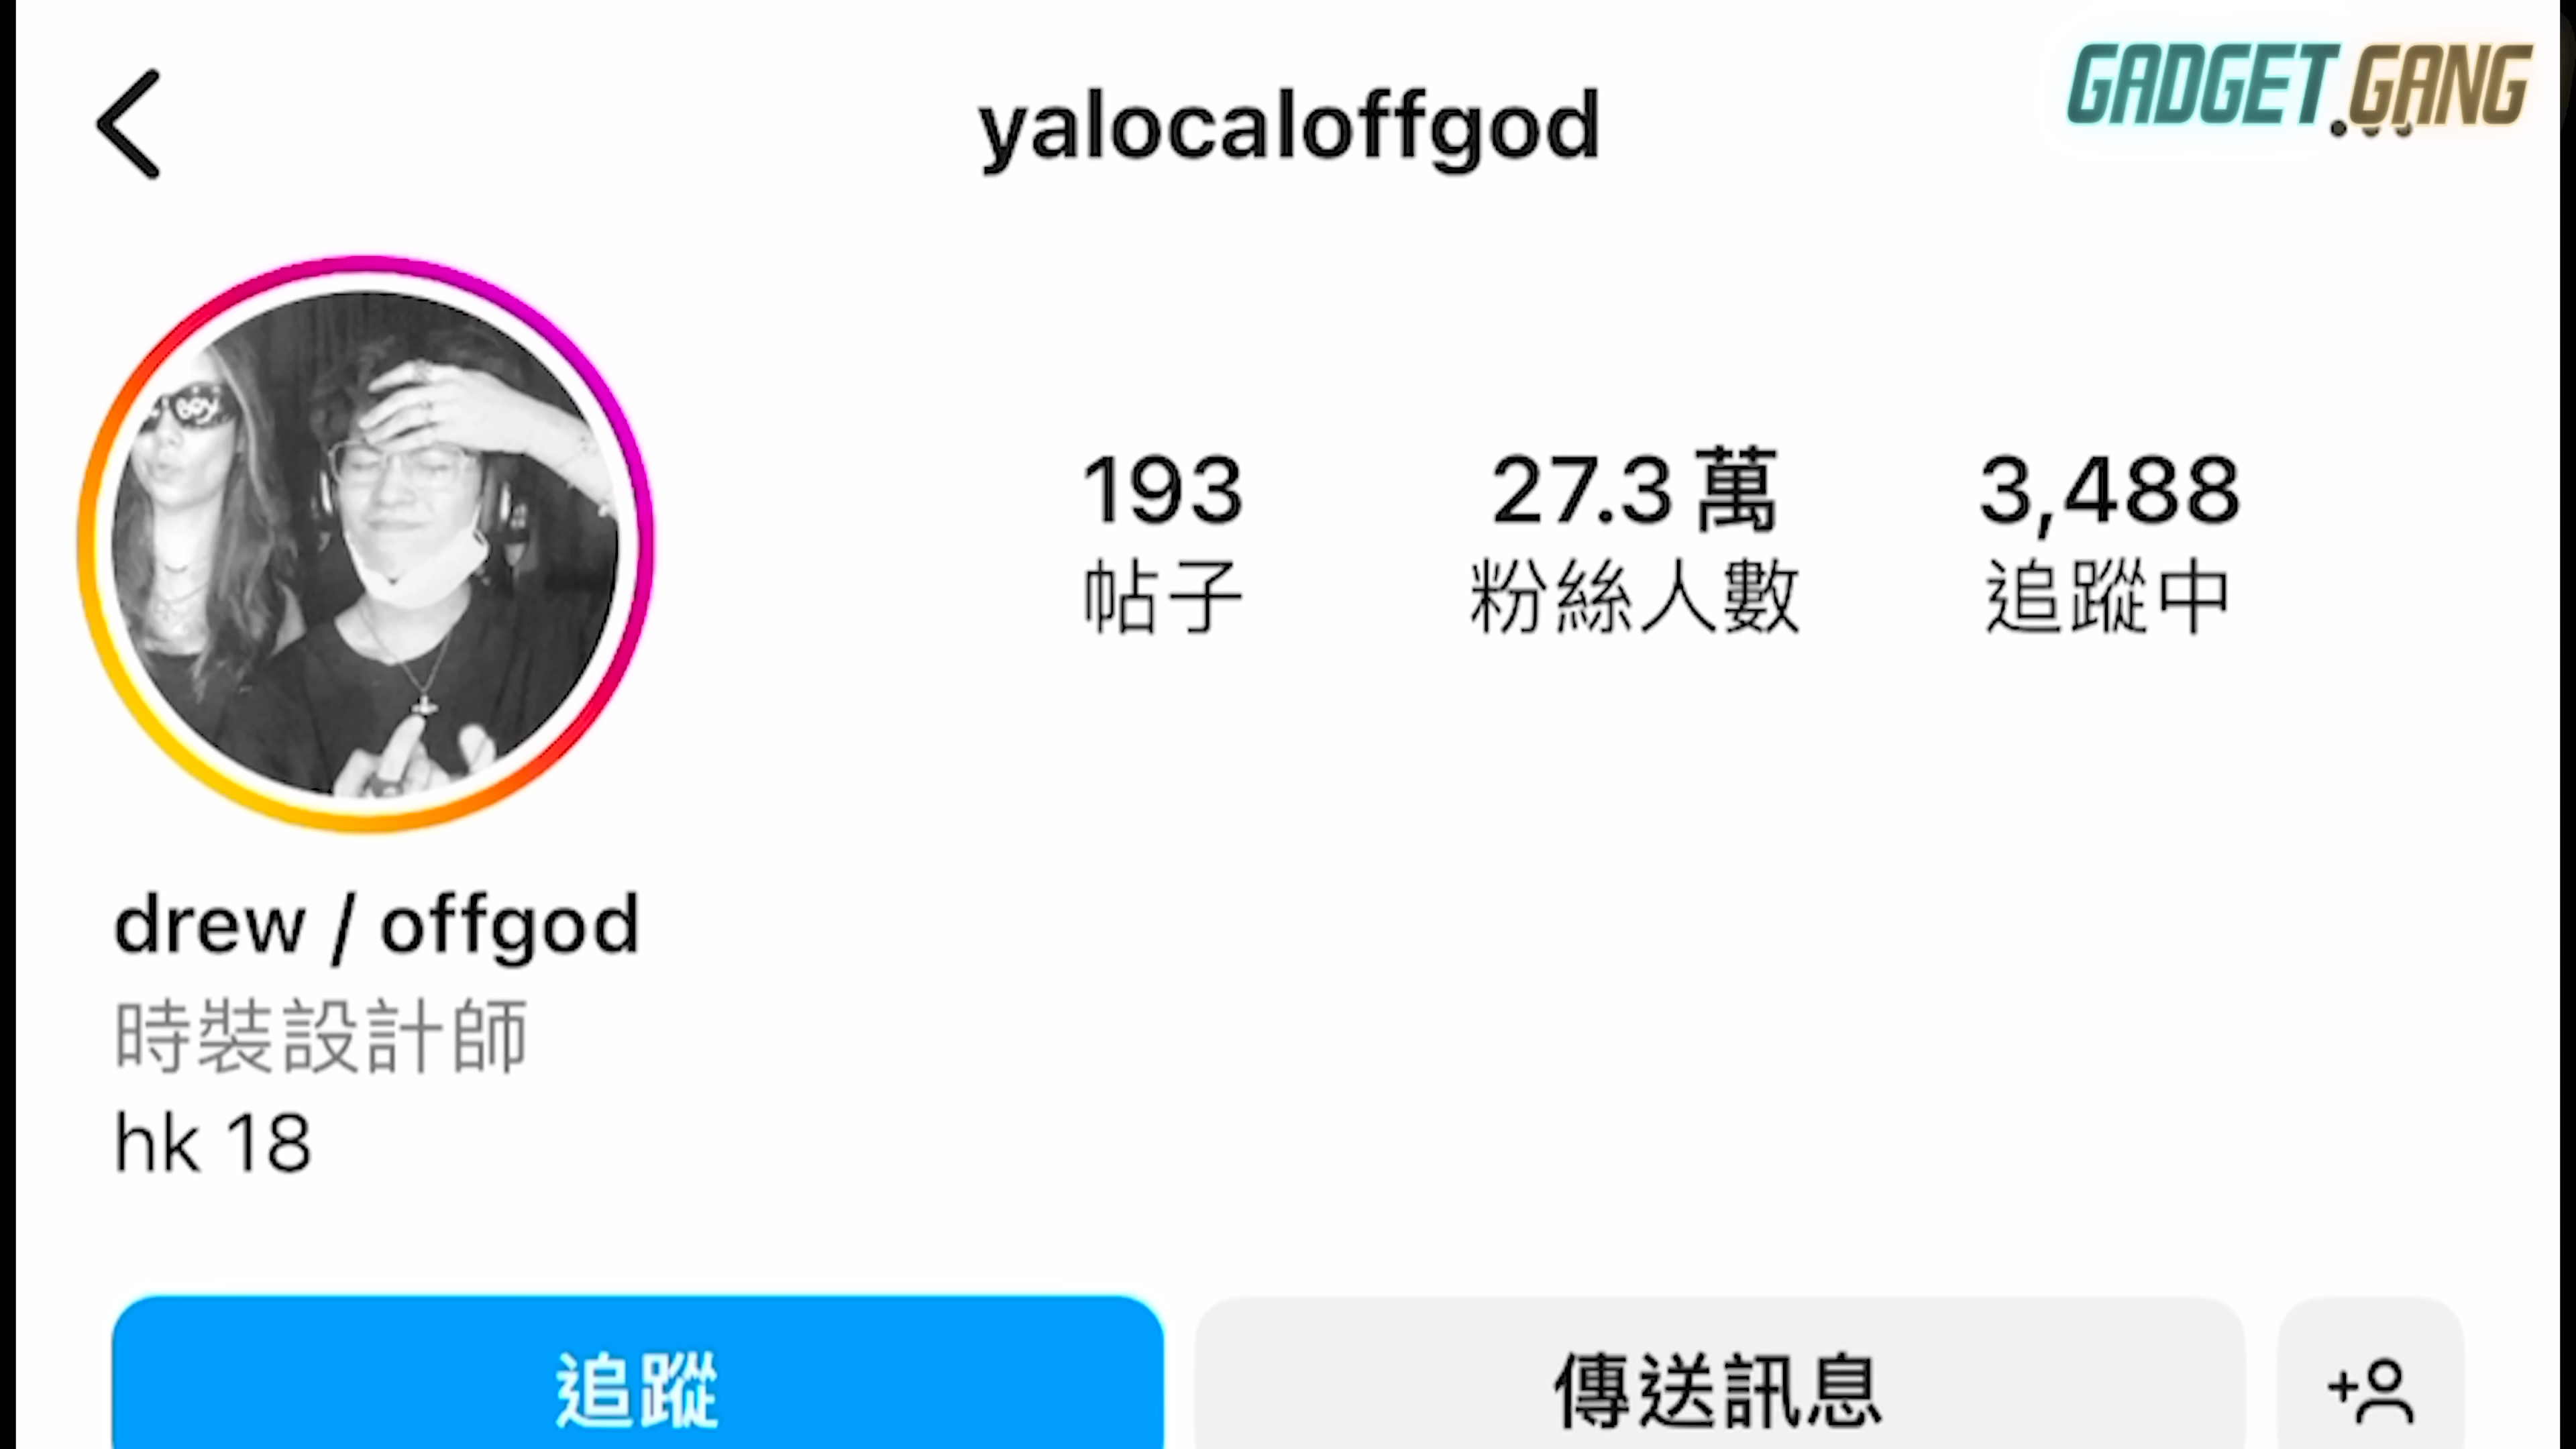 yalocaloffgod
GADGET.GANG
BOY
193
27.3萬
3,488
帖子
粉絲人數
追蹤中
drew / offgod
時裝設計師
hk 18
追蹤
傳送訊息